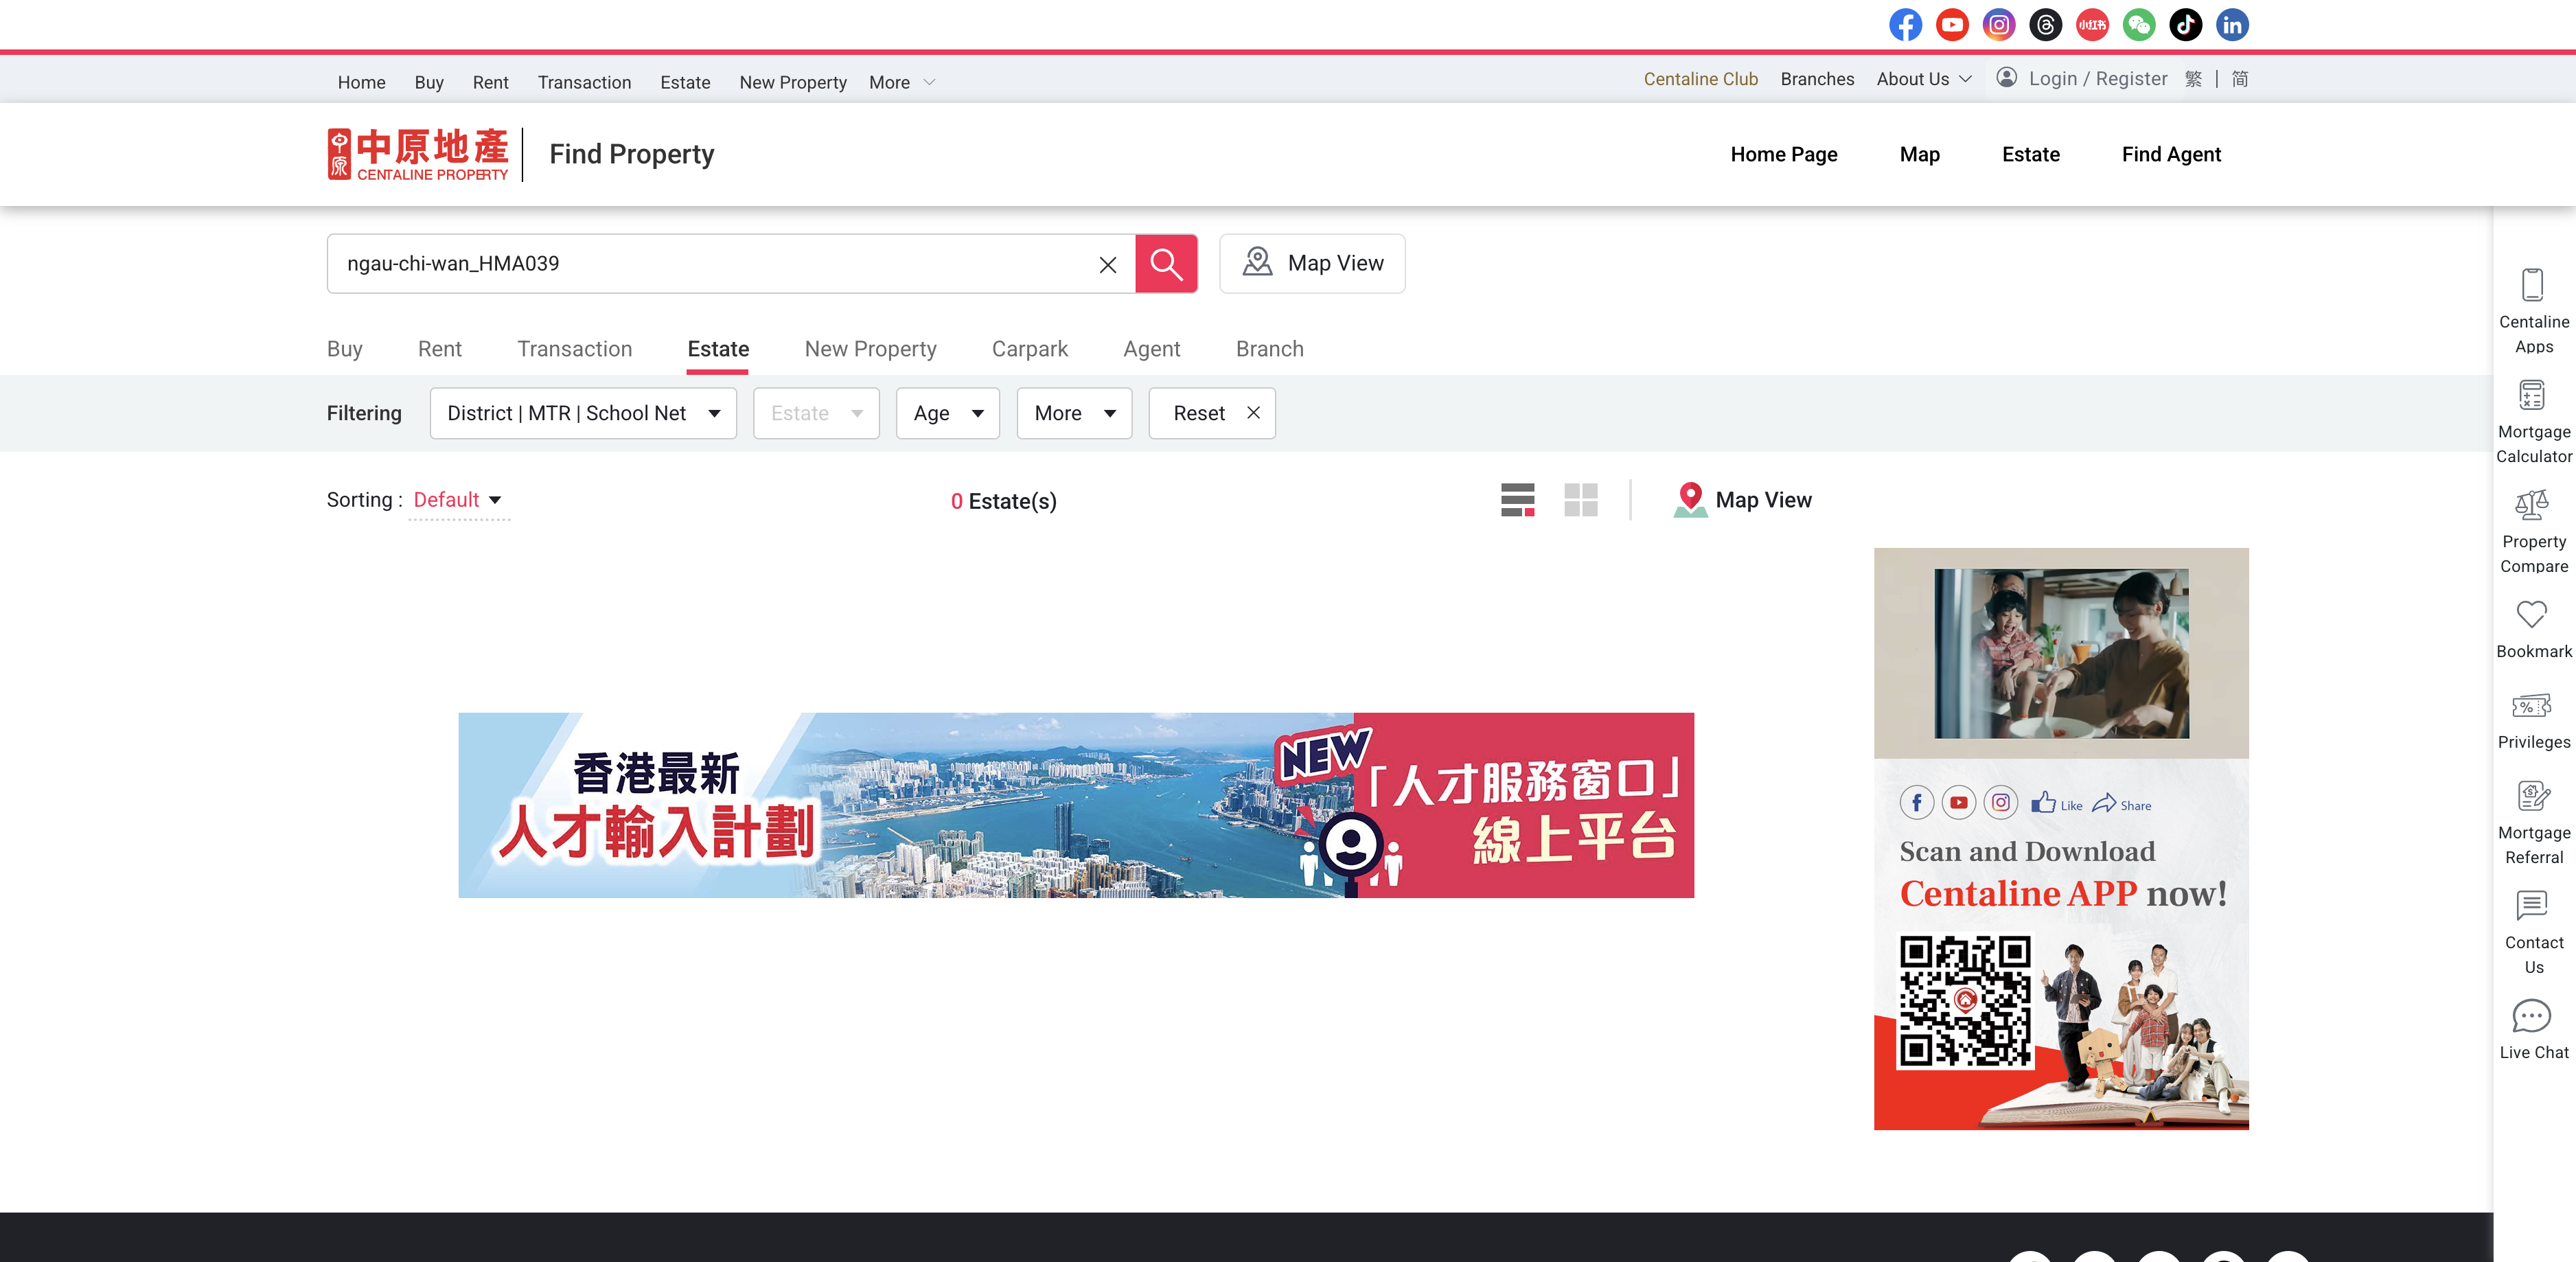 小红书
Home Buy Rent Transaction Estate New Property More
Centaline Club Branches About Us Login / Register 繁 | 简
中原
中原地產
CENTALINE PROPERTY
Find Property
Home Page Map Estate Find Agent
ngau-chi-wan_HMA039
Map View
Buy Rent Transaction Estate New Property Carpark Agent Branch
Filtering District | MTR | School Net Estate Age More Reset
Sorting : Default 0 Estate(s) Map View
香港最新
人才輸入計劃
NEW
「人才服務窗口」
線上平台
Like Share
Scan and Download
Centaline APP now!
Centaline
Apps
Mortgage
Calculator
Property
Compare
Bookmark
Privileges
Mortgage
Referral
Contact
Us
Live Chat